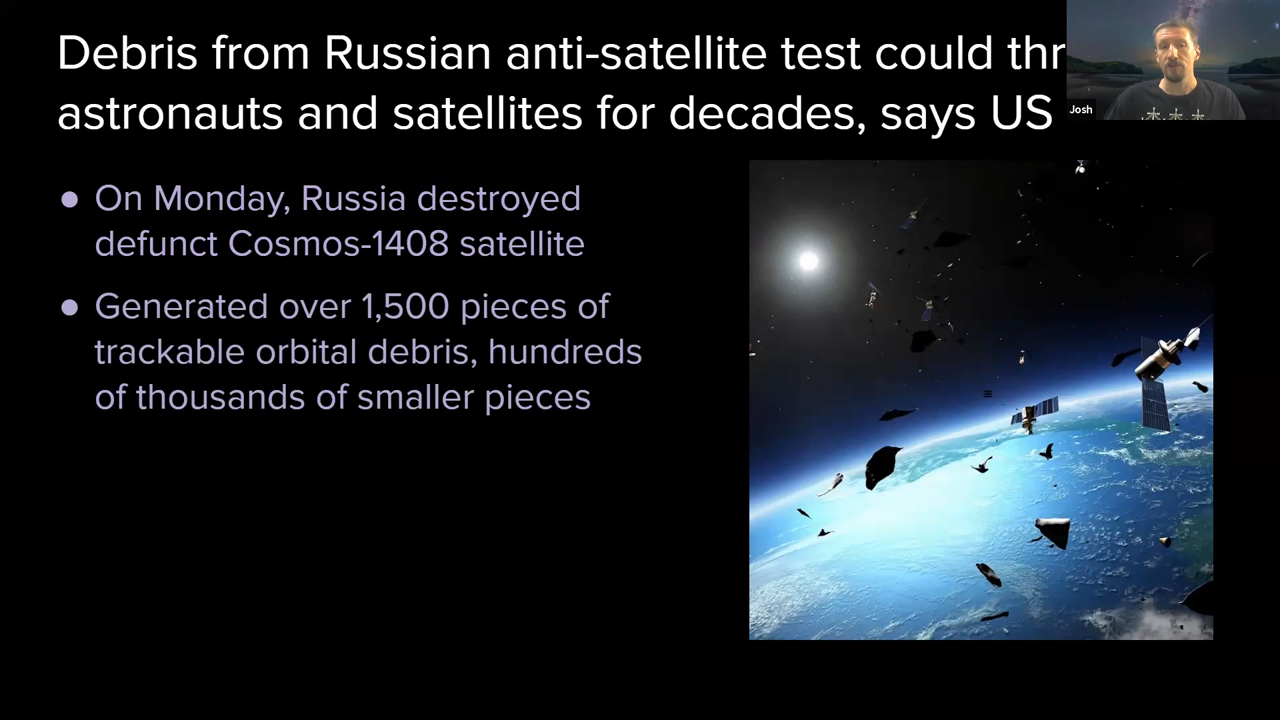 Debris from Russian anti-satellite test could thr
astronauts and satellites for decades, says US
Josh
● On Monday, Russia destroyed
defunct Cosmos-1408 satellite
● Generated over 1,500 pieces of
trackable orbital debris, hundreds
of thousands of smaller pieces